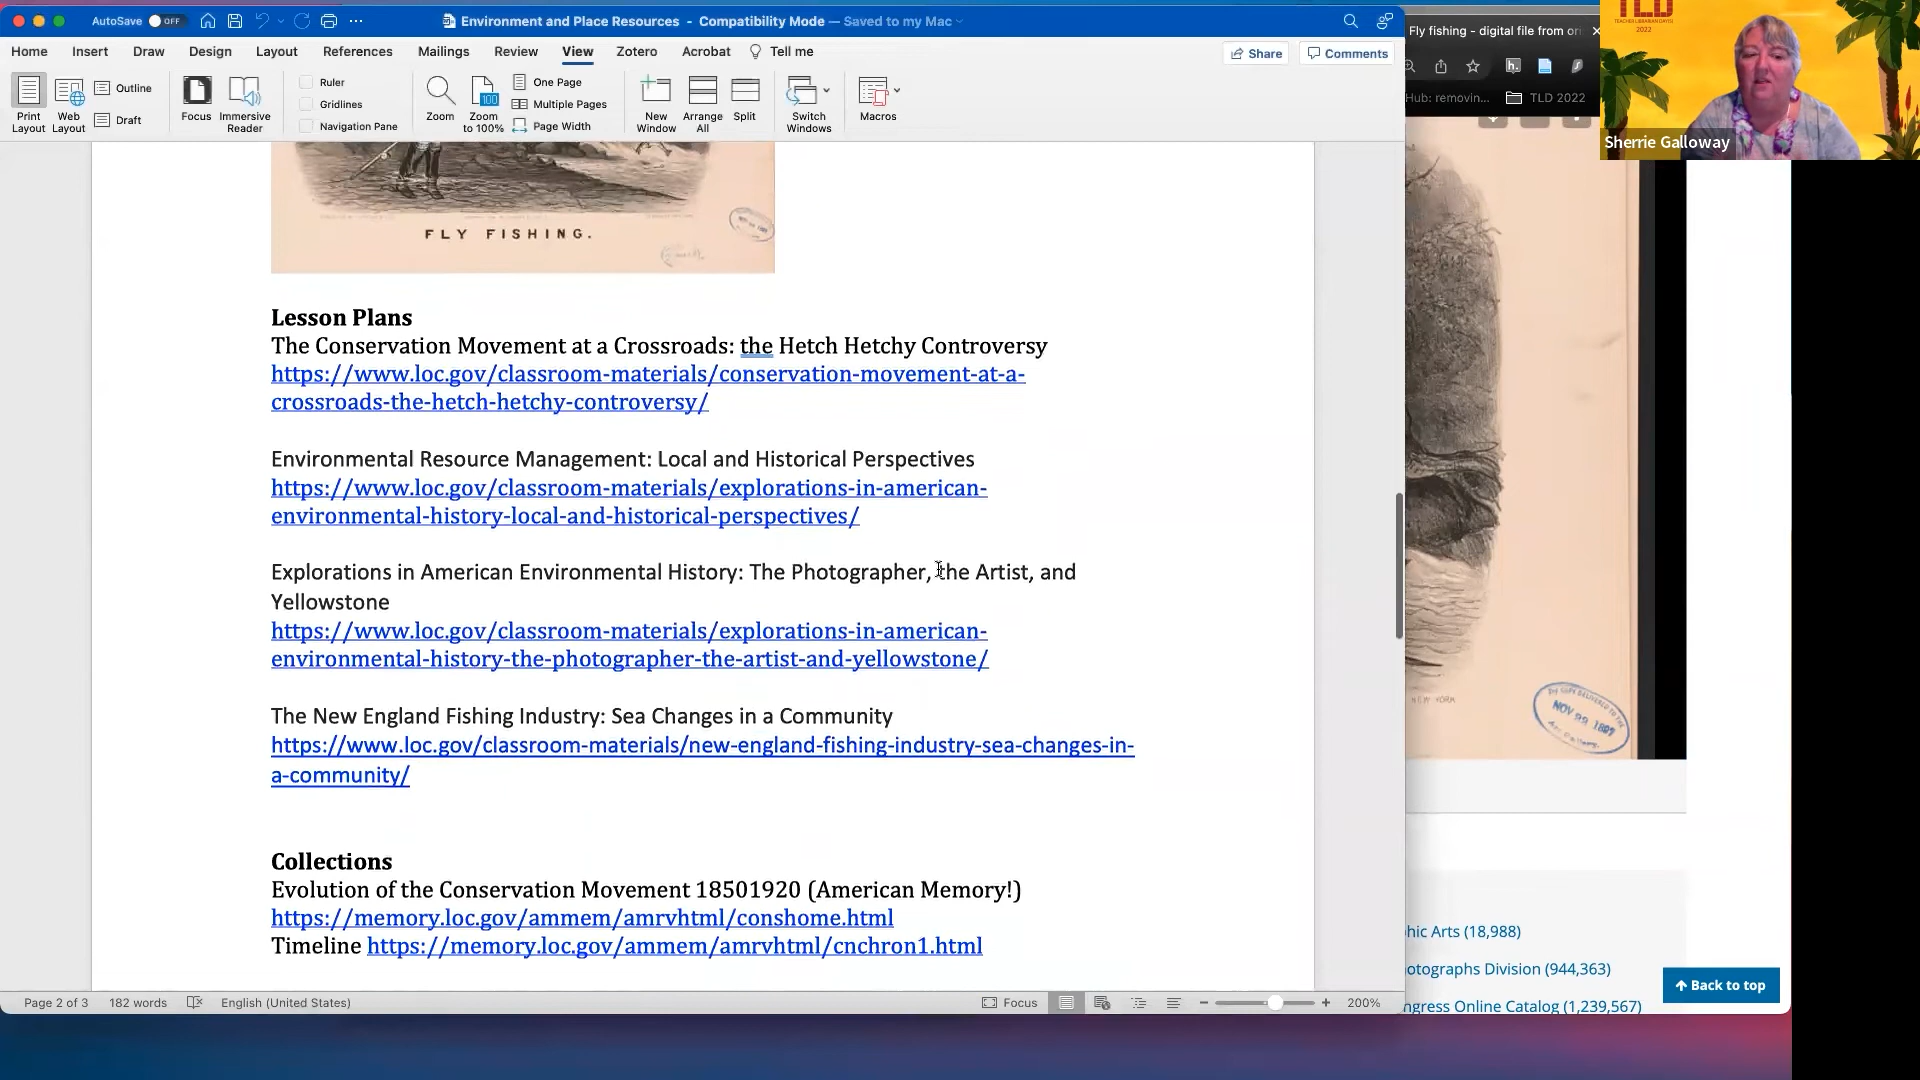 AutoSave OFF
Environment and Place Resources - Compatibility Mode — Saved to my Mac
Home Insert Draw Design Layout References Mailings Review View Zotero Acrobat Tell me
Share Comments
Print Layout
Web Layout
Outline
Draft
Focus
Immersive Reader
Ruler
Gridlines
Navigation Pane
Zoom
Zoom to 100%
100
One Page
Multiple Pages
Page Width
New Window
Arrange All
Split
Switch Windows
Macros
FLY FISHING.
Lesson Plans
The Conservation Movement at a Crossroads: the Hetch Hetchy Controversy
https://www.loc.gov/classroom-materials/conservation-movement-at-a-
crossroads-the-hetch-hetchy-controversy/
Environmental Resource Management: Local and Historical Perspectives
https://www.loc.gov/classroom-materials/explorations-in-american-
environmental-history-local-and-historical-perspectives/
Explorations in American Environmental History: The Photographer, the Artist, and
Yellowstone
https://www.loc.gov/classroom-materials/explorations-in-american-
environmental-history-the-photographer-the-artist-and-yellowstone/
The New England Fishing Industry: Sea Changes in a Community
https://www.loc.gov/classroom-materials/new-england-fishing-industry-sea-changes-in-
a-community/
Collections
Evolution of the Conservation Movement 18501920 (American Memory!)
https://memory.loc.gov/ammem/amrvhtml/conshome.html
Timeline https://memory.loc.gov/ammem/amrvhtml/cnchron1.html
Page 2 of 3 182 words English (United States) Focus 200%
Fly fishing - digital file from ori
Hub: removin... TLD 2022
TLD
2022
Sherrie Galloway
NEW YORK
NOV 29 1897
hic Arts (18,988)
otographs Division (944,363)
ngress Online Catalog (1,239,567)
Back to top